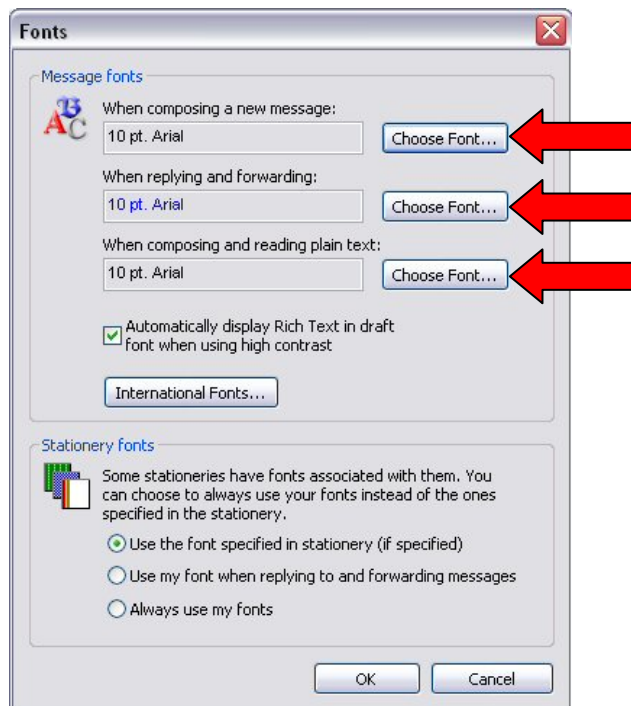 Fonts
Message fonts
When composing a new message:
10 pt. Arial
Choose Font...
When replying and forwarding:
10 pt. Arial
Choose Font...
When composing and reading plain text:
10 pt. Arial
Choose Font...
Automatically display Rich Text in draft
font when using high contrast
International Fonts...
Stationery fonts
Some stationeries have fonts associated with them. You
can choose to always use your fonts instead of the ones
specified in the stationery.
Use the font specified in stationery (if specified)
Use my font when replying to and forwarding messages
Always use my fonts
OK
Cancel